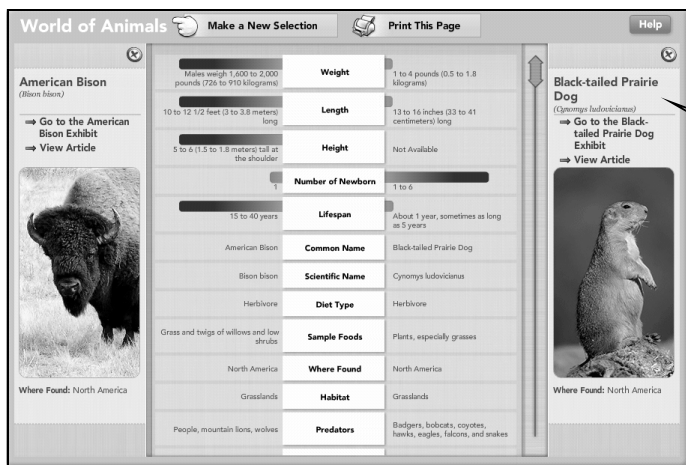 World of Animals
Make a New Selection
Print This Page
Help
American Bison
(Bison bison)
⇒ Go to the American
Bison Exhibit
⇒ View Article
Where Found: North America
Males weigh 1,600 to 2,000
pounds (726 to 910 kilograms)
Weight
1 to 4 pounds (0.5 to 1.8
kilograms)
10 to 12 1/2 feet (3 to 3.8 meters)
long
Length
13 to 16 inches (33 to 41
centimeters) long
5 to 6 (1.5 to 1.8 meters) tall at
the shoulder
Height
Not Available
1
Number of Newborn
1 to 6
15 to 40 years
Lifespan
About 1 year, sometimes as long
as 5 years
American Bison
Common Name
Black-tailed Prairie Dog
Bison bison
Scientific Name
Cynomys ludovicianus
Herbivore
Diet Type
Herbivore
Grass and twigs of willows and low
shrubs
Sample Foods
Plants, especially grasses
North America
Where Found
North America
Grasslands
Habitat
Grasslands
People, mountain lions, wolves
Predators
Badgers, bobcats, coyotes,
hawks, eagles, falcons, and snakes
Black-tailed Prairie
Dog
(Cynomys ludovicianus)
⇒ Go to the Black-
tailed Prairie Dog
Exhibit
⇒ View Article
Where Found: North America